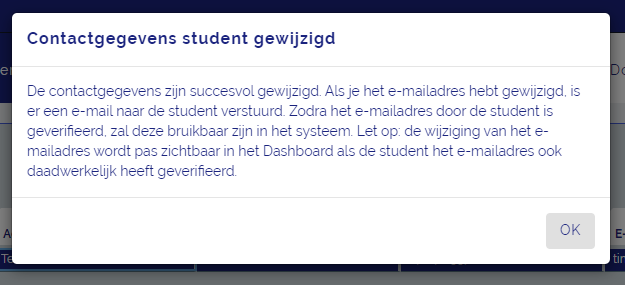 Contactgegevens student gewijzigd
De contactgegevens zijn succesvol gewijzigd. Als je het e-mailadres hebt gewijzigd, is
er een e-mail naar de student verstuurd. Zodra het e-mailadres door de student is
geverifieerd, zal deze bruikbaar zijn in het systeem. Let op: de wijziging van het e-
mailadres wordt pas zichtbaar in het Dashboard als de student het e-mailadres ook
daadwerkelijk heeft geverifieerd.
OK